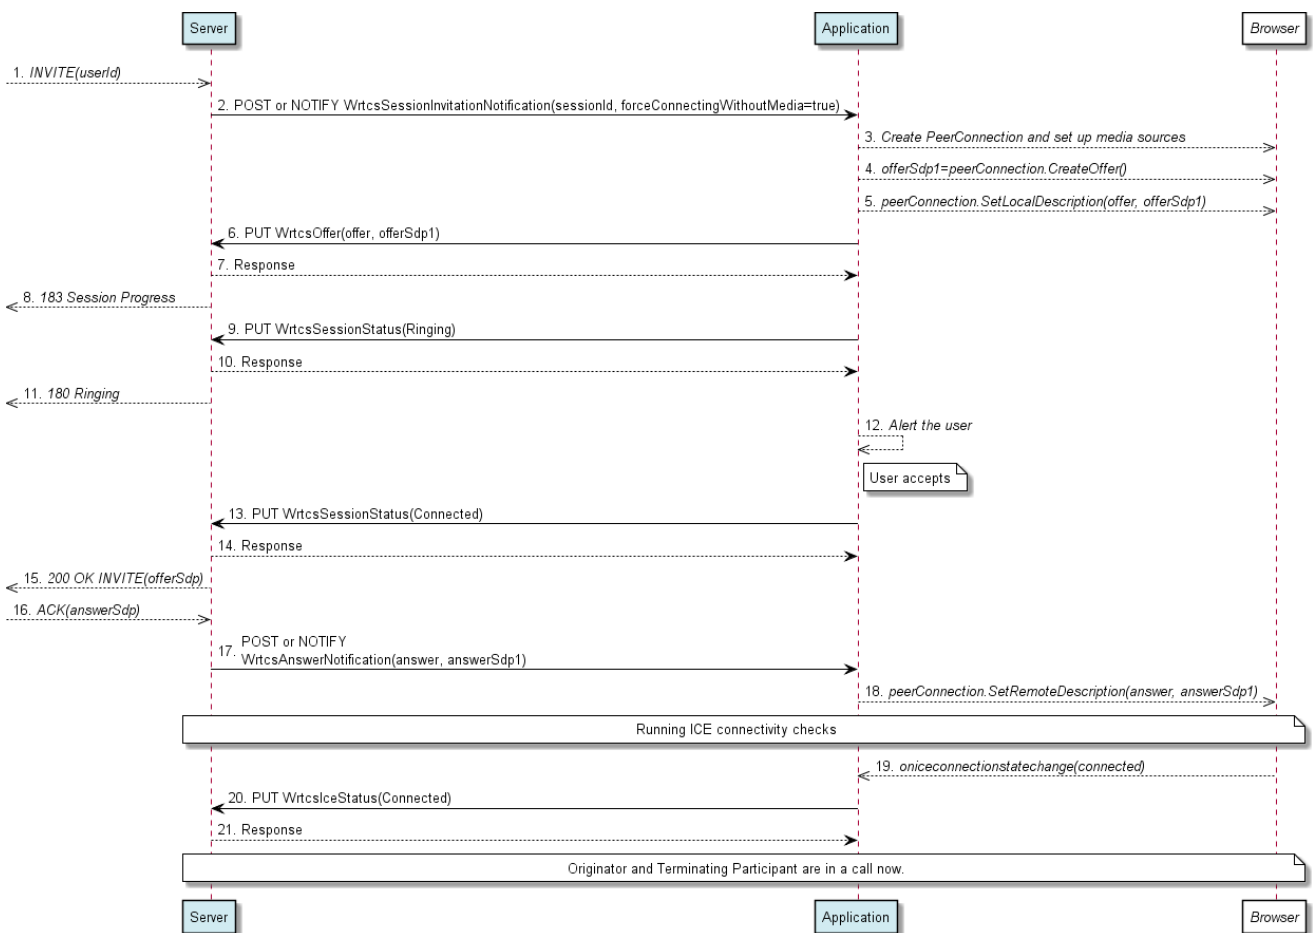 Server
Application
Browser
1. INVITE(userId)
2. POST or NOTIFY WrtcsSessionInvitationNotification(sessionId, forceConnectingWithoutMedia=true)
3. Create PeerConnection and set up media sources
4. offerSdp1=peerConnection.CreateOffer()
5. peerConnection.SetLocalDescription(offer, offerSdp1)
6. PUT WrtcsOffer(offer, offerSdp1)
7. Response
8. 183 Session Progress
9. PUT WrtcsSessionStatus(Ringing)
10. Response
11. 180 Ringing
12. Alert the user
User accepts
13. PUT WrtcsSessionStatus(Connected)
14. Response
15. 200 OK INVITE(offerSdp)
16. ACK(answerSdp)
17. POST or NOTIFY
WrtcsAnswerNotification(answer, answerSdp1)
18. peerConnection.SetRemoteDescription(answer, answerSdp1)
Running ICE connectivity checks
19. oniceconnectionstatechange(connected)
20. PUT WrtcsIceStatus(Connected)
21. Response
Originator and Terminating Participant are in a call now.
Server
Application
Browser